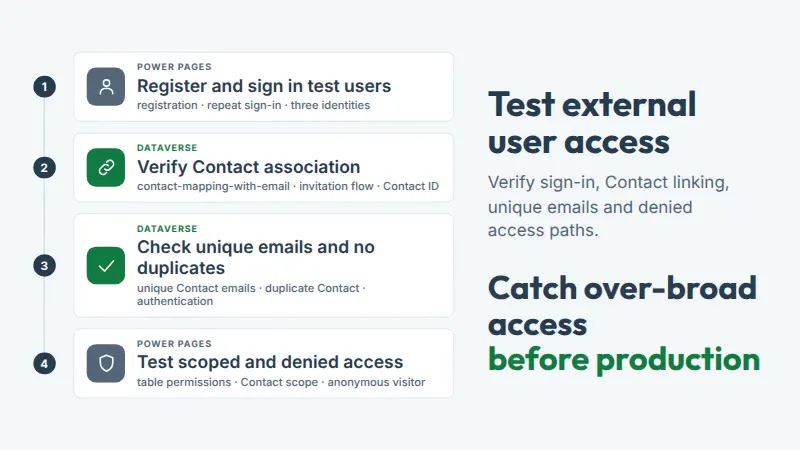 1
POWER PAGES
Register and sign in test users
registration · repeat sign-in · three identities
2
DATAVERSE
Verify Contact association
contact-mapping-with-email · invitation flow · Contact ID
3
DATAVERSE
Check unique emails and no
duplicates
unique Contact emails · duplicate Contact ·
authentication
4
POWER PAGES
Test scoped and denied access
table permissions · Contact scope · anonymous visitor
Test external
user access
Verify sign-in, Contact linking,
unique emails and denied
access paths.
Catch over-broad
access
before production